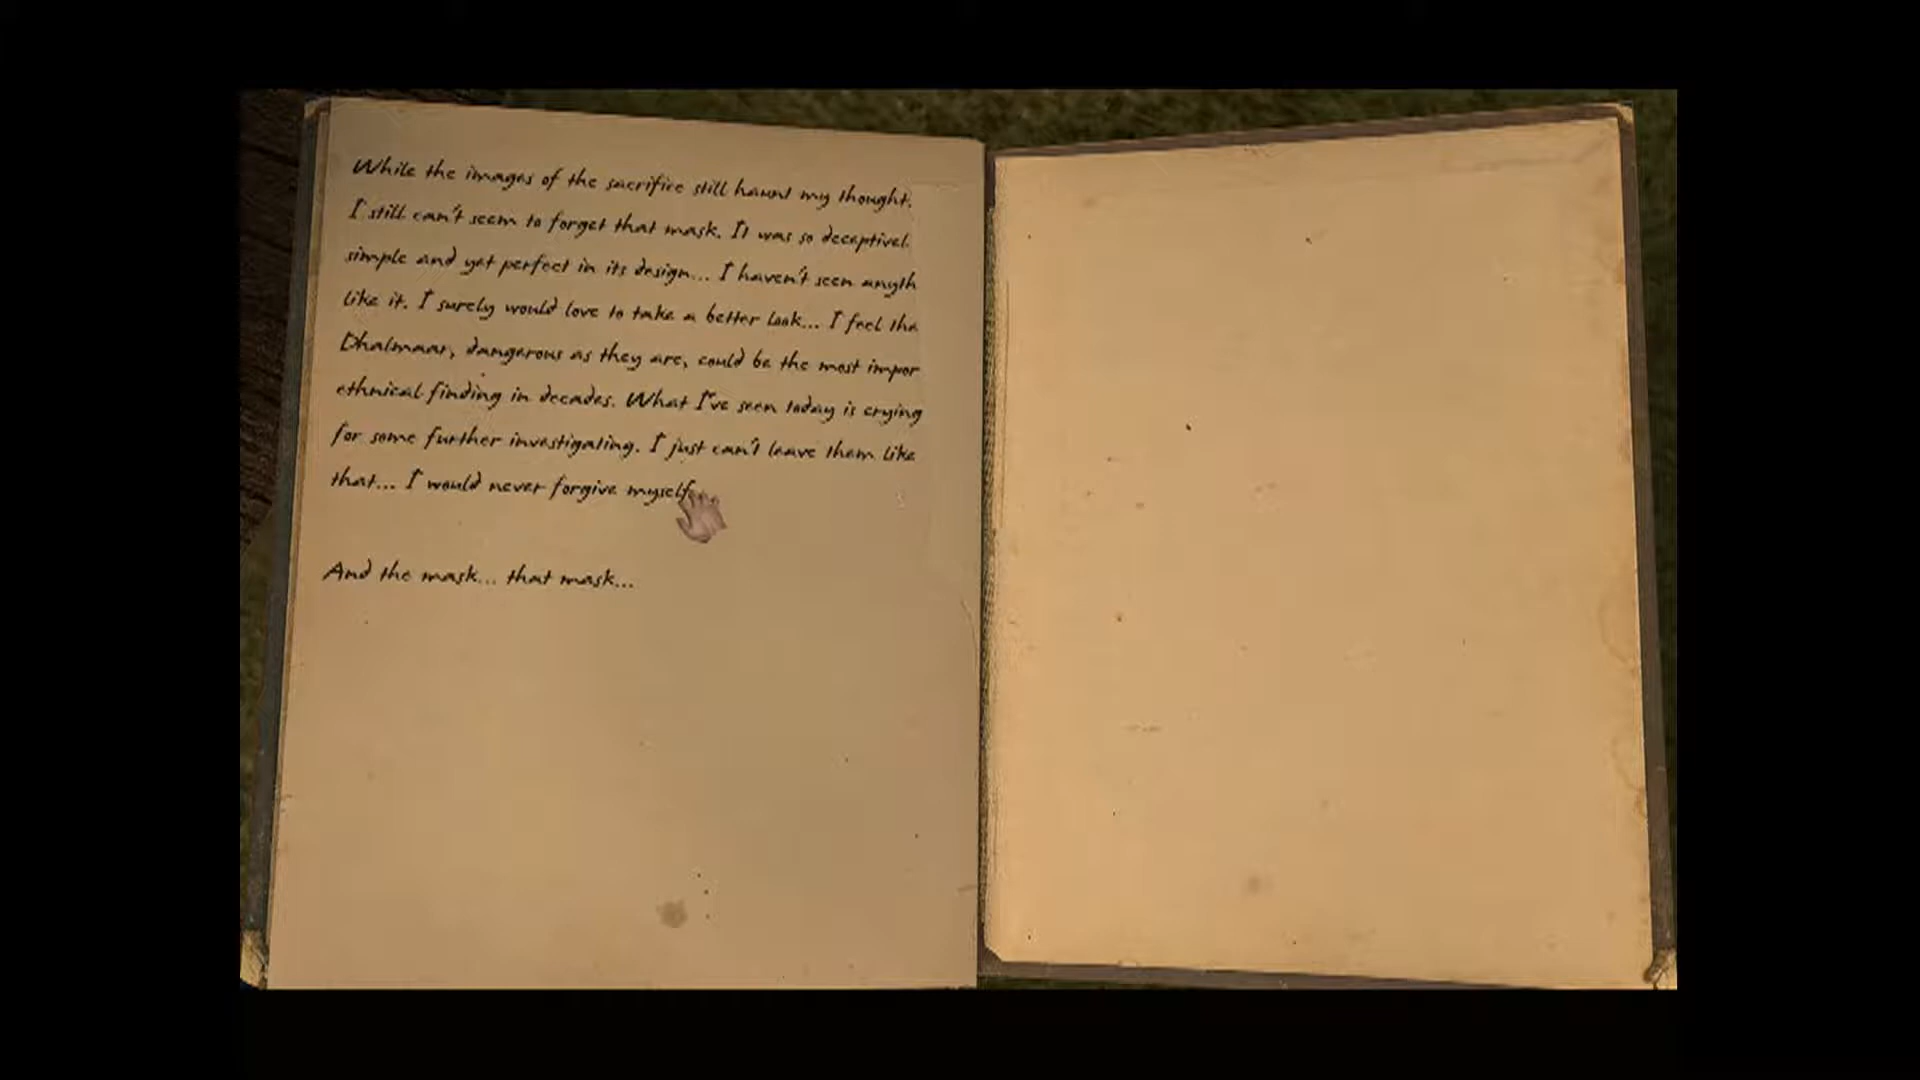 While the images of the sacrifice still haunt my thought.
I still can't seem to forget that mask. It was so deceptivel
simple and yet perfect in its design... I haven't seen anyth
like it. I surely would love to take a better look... I feel tha
Dhalmaar, dangerous as they are, could be the most impor
ethnical finding in decades. What I've seen today is crying
for some further investigating. I just can't leave them like
that... I would never forgive myself.
And the mask... that mask...